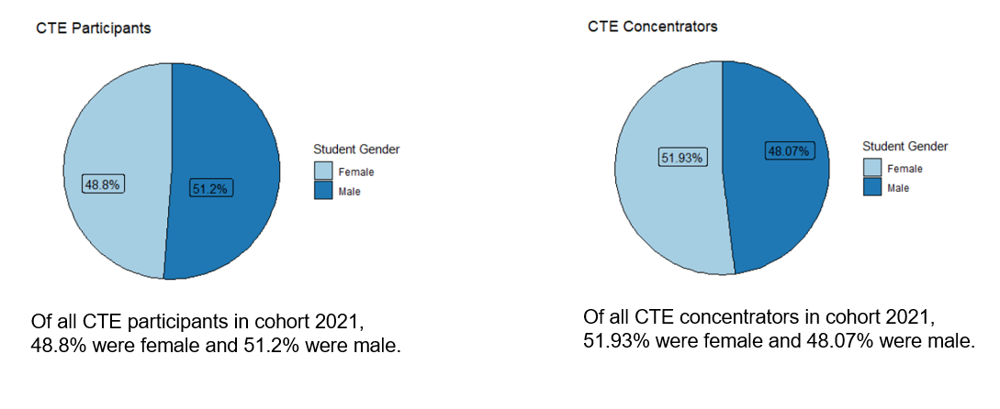 CTE Participants
48.8%
51.2%
Student Gender
Female
Male
Of all CTE participants in cohort 2021,
48.8% were female and 51.2% were male.
CTE Concentrators
51.93%
48.07%
Student Gender
Female
Male
Of all CTE concentrators in cohort 2021,
51.93% were female and 48.07% were male.